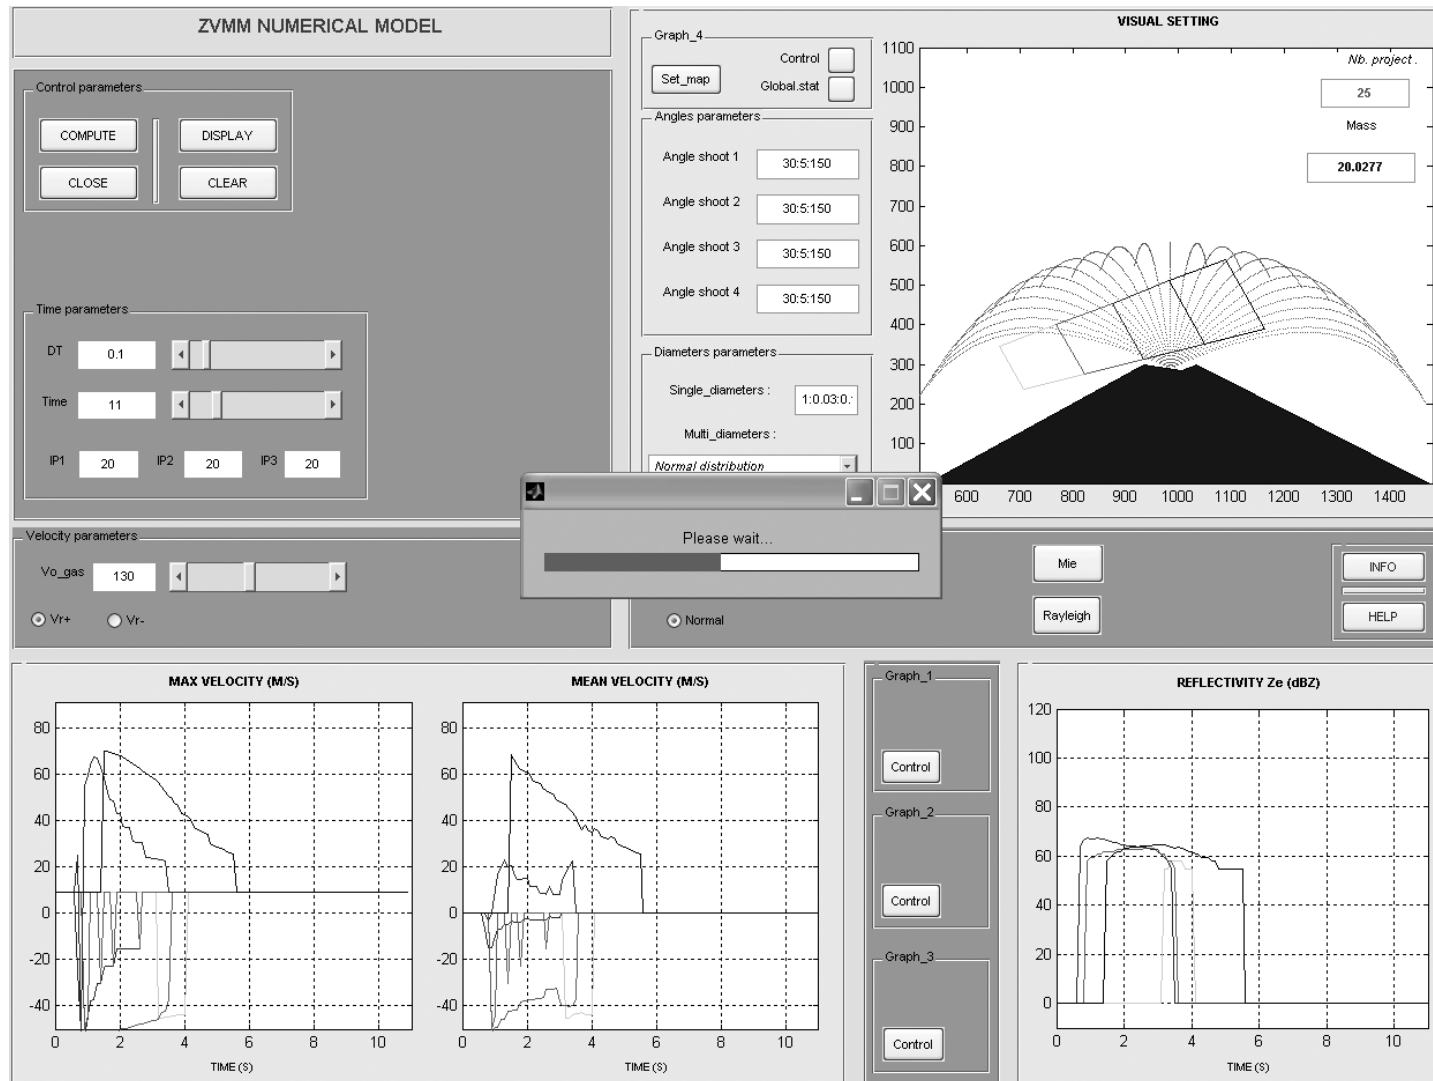 ZVMM NUMERICAL MODEL
Control parameters
COMPUTE
DISPLAY
CLOSE
CLEAR
Time parameters
DT
0.1
Time
11
IP1
20
IP2
20
IP3
20
Graph_4
Control
Set_map
Global.stat
Angles parameters
Angle shoot 1
30:5:150
Angle shoot 2
30:5:150
Angle shoot 3
30:5:150
Angle shoot 4
30:5:150
Diameters parameters
Single_diameters :
1:0.03:0.
Multi_diameters :
Normal distribution
VISUAL SETTING
Nb. project .
25
Mass
20.0277
1100
1000
900
800
700
600
500
400
300
200
100
600 700 800 900 1000 1100 1200 1300 1400
Please wait...
Velocity parameters
Vo_gas
130
Vr+
Vr-
Normal
Mie
Rayleigh
INFO
HELP
MAX VELOCITY (M/S)
80
60
40
20
0
-20
-40
0 2 4 6 8 10
TIME (S)
MEAN VELOCITY (M/S)
80
60
40
20
0
-20
-40
0 2 4 6 8 10
TIME (S)
Graph_1
Control
Graph_2
Control
Graph_3
Control
REFLECTIVITY Ze (dBZ)
120
100
80
60
40
20
0
0 2 4 6 8 10
TIME (S)